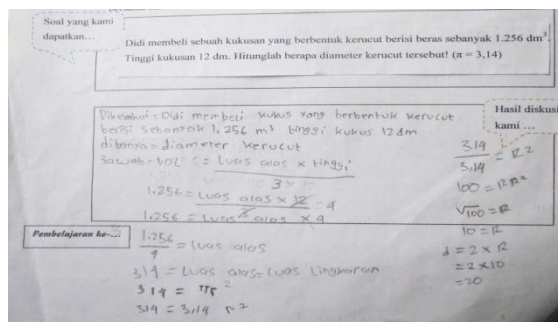 Soal yang kami
dapatkan...
Didi membeli sebuah kukusan yang berbentuk kerucut berisi beras sebanyak 1.256 dm³.
Tinggi kukusan 12 dm. Hitunglah berapa diameter kerucut tersebut! (π = 3,14)
Diketahui = Didi membeli kukus yang berbentuk kerucut
berisi sebanyak 1.256 m³ tinggi kukus 12 dm
ditanya = diameter kerucut
Jawab = Vol = Luas alas × tinggi
3
1.256 = Luas alas × 12 = 4
3
1.256 = Luas alas × 4
1.256
4
= Luas alas
314 = Luas alas = Luas lingkaran
314 = πr²
314 = 3,14 r²
Hasil diskusi
kami ...
314
3,14
= R²
100 = R²
√100 = R
10 = R
d = 2 × R
= 2 × 10
= 20
Pembelajaran ke-